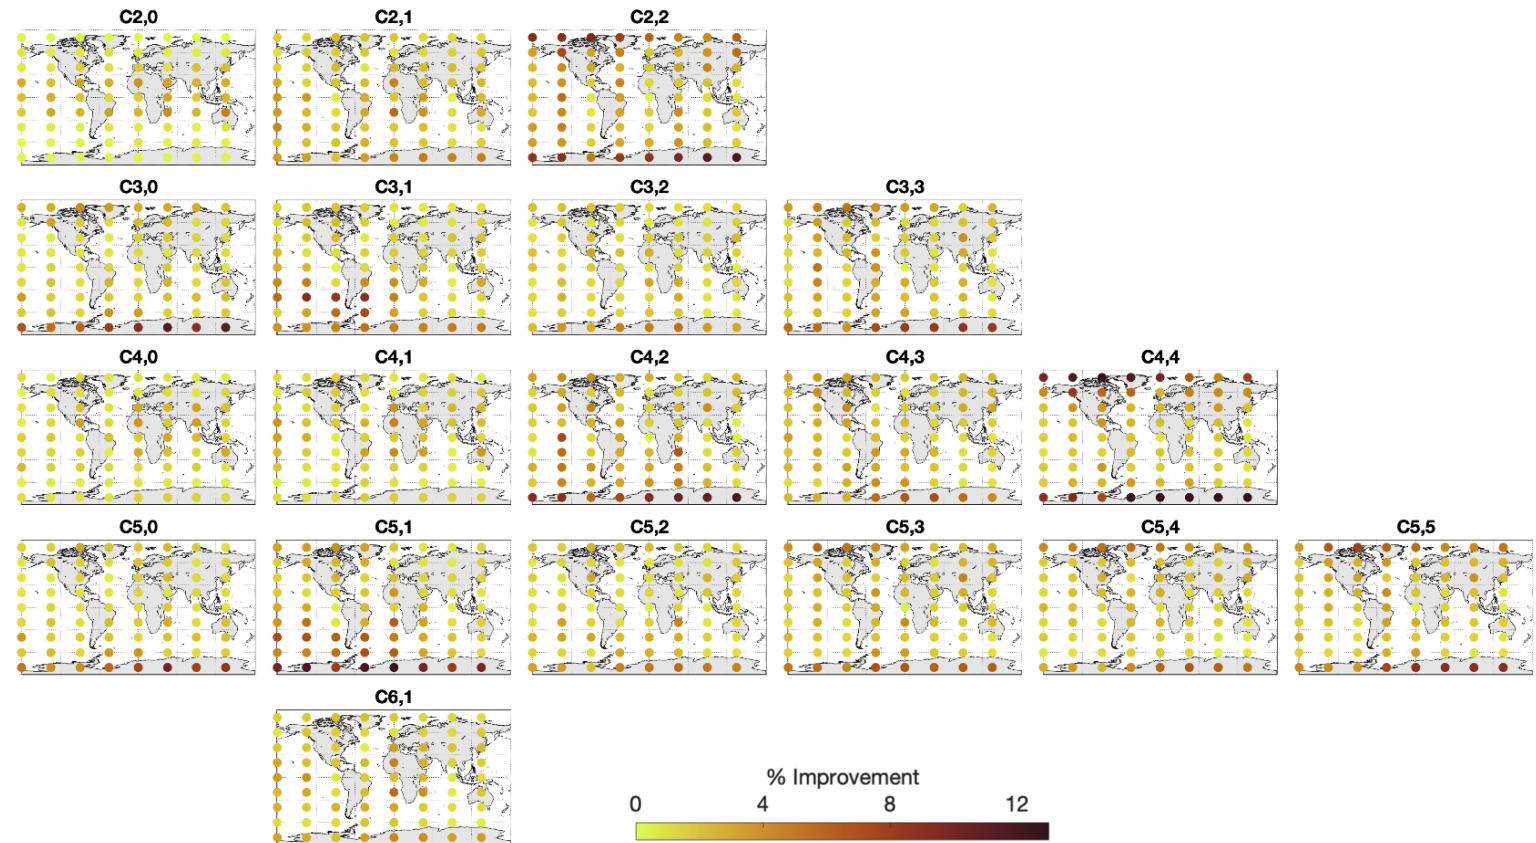 C2,0 C2,1 C2,2
C3,0 C3,1 C3,2 C3,3
C4,0 C4,1 C4,2 C4,3 C4,4
C5,0 C5,1 C5,2 C5,3 C5,4 C5,5
C6,1
% Improvement
0 4 8 12